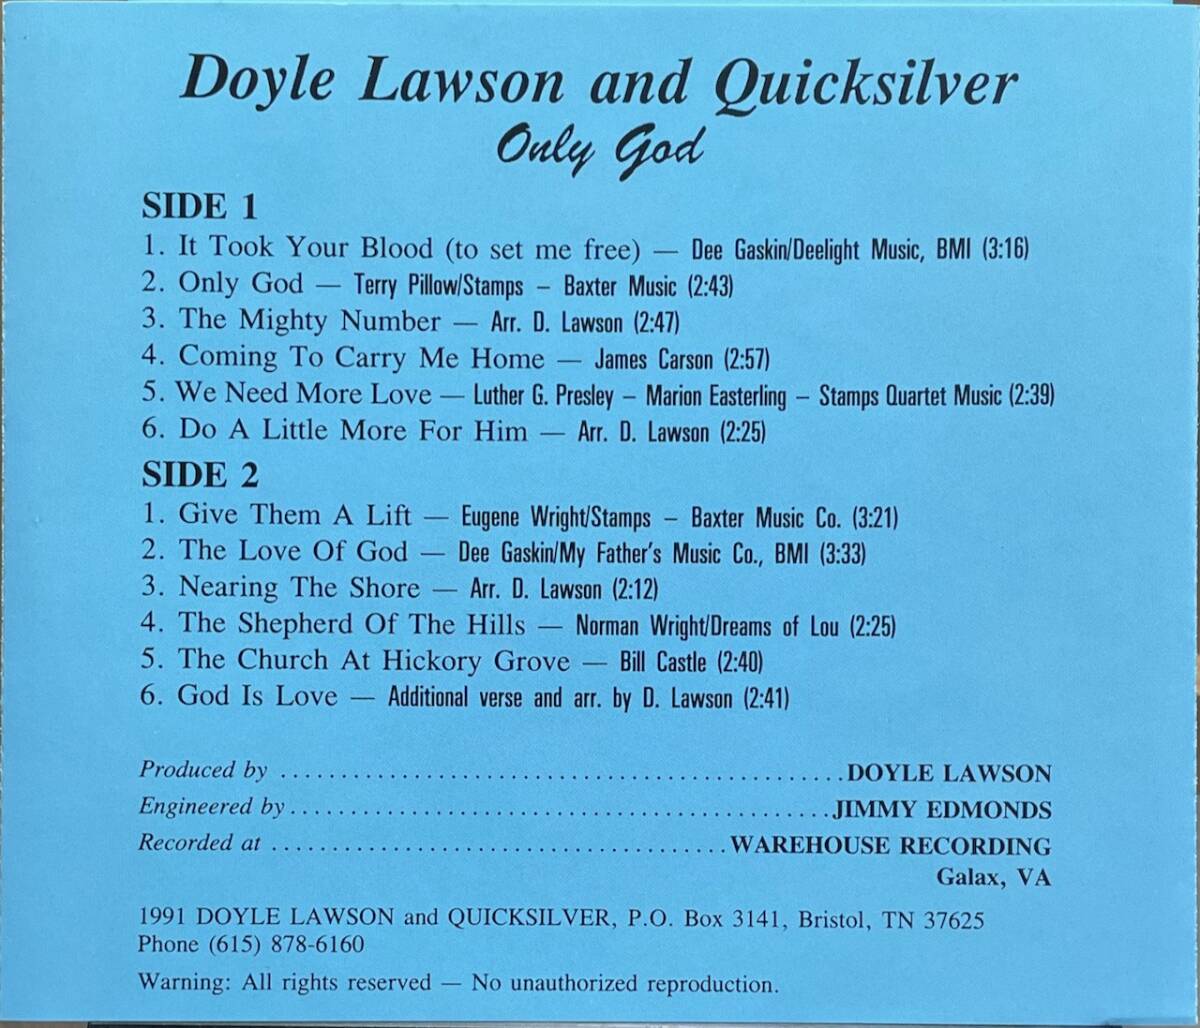 Doyle Lawson and Quicksilver
Only God
SIDE 1
1. It Took Your Blood (to set me free) — Dee Gaskin/Deelight Music, BMI (3:16)
2. Only God — Terry Pillow/Stamps – Baxter Music (2:43)
3. The Mighty Number — Arr. D. Lawson (2:47)
4. Coming To Carry Me Home — James Carson (2:57)
5. We Need More Love — Luther G. Presley – Marion Easterling – Stamps Quartet Music (2:39)
6. Do A Little More For Him — Arr. D. Lawson (2:25)
SIDE 2
1. Give Them A Lift — Eugene Wright/Stamps – Baxter Music Co. (3:21)
2. The Love Of God — Dee Gaskin/My Father's Music Co., BMI (3:33)
3. Nearing The Shore — Arr. D. Lawson (2:12)
4. The Shepherd Of The Hills — Norman Wright/Dreams of Lou (2:25)
5. The Church At Hickory Grove — Bill Castle (2:40)
6. God Is Love — Additional verse and arr. by D. Lawson (2:41)
Produced by .............................................. DOYLE LAWSON
Engineered by ............................................ JIMMY EDMONDS
Recorded at ..................................... WAREHOUSE RECORDING
Galax, VA
1991 DOYLE LAWSON and QUICKSILVER, P.O. Box 3141, Bristol, TN 37625
Phone (615) 878-6160
Warning: All rights reserved — No unauthorized reproduction.